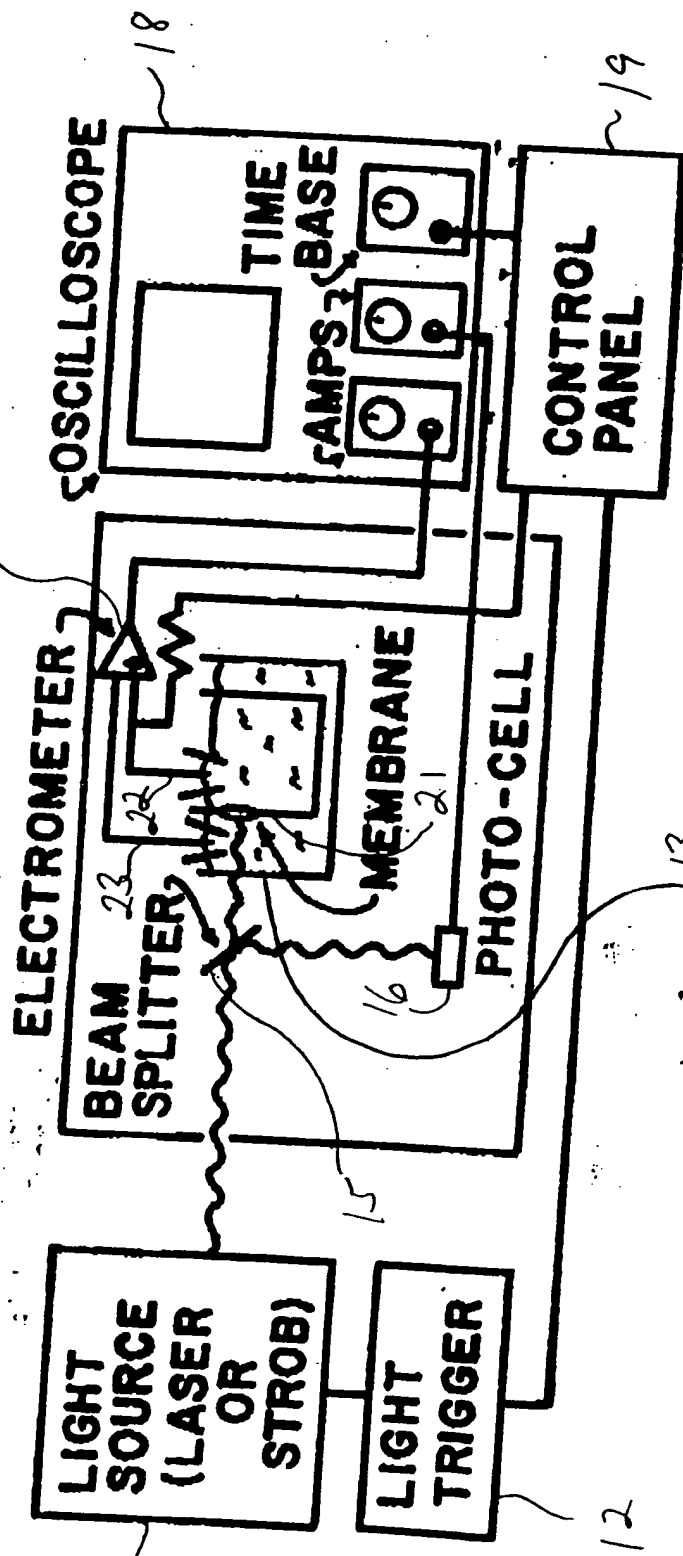 18
OSCILLOSCOPE
TIME
BASE
AMPS
19
CONTROL
PANEL
ELECTROMETER
22
23
MEMBRANE
21
BEAM
SPLITTER
15
16
PHOTO-CELL
LIGHT
SOURCE
(LASER
OR
STROB)
LIGHT
TRIGGER
12